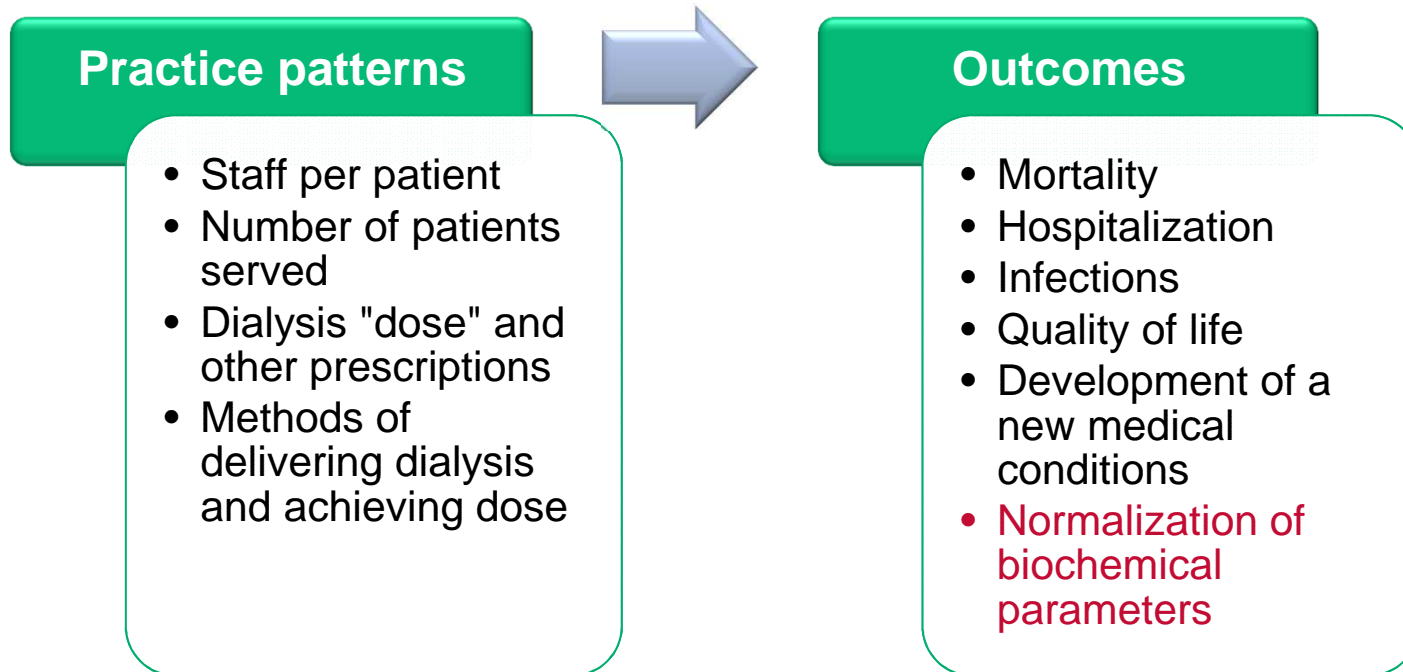 Practice patterns
• Staff per patient
• Number of patients
served
• Dialysis "dose" and
other prescriptions
• Methods of
delivering dialysis
and achieving dose
Outcomes
• Mortality
• Hospitalization
• Infections
• Quality of life
• Development of a
new medical
conditions
• Normalization of
biochemical
parameters